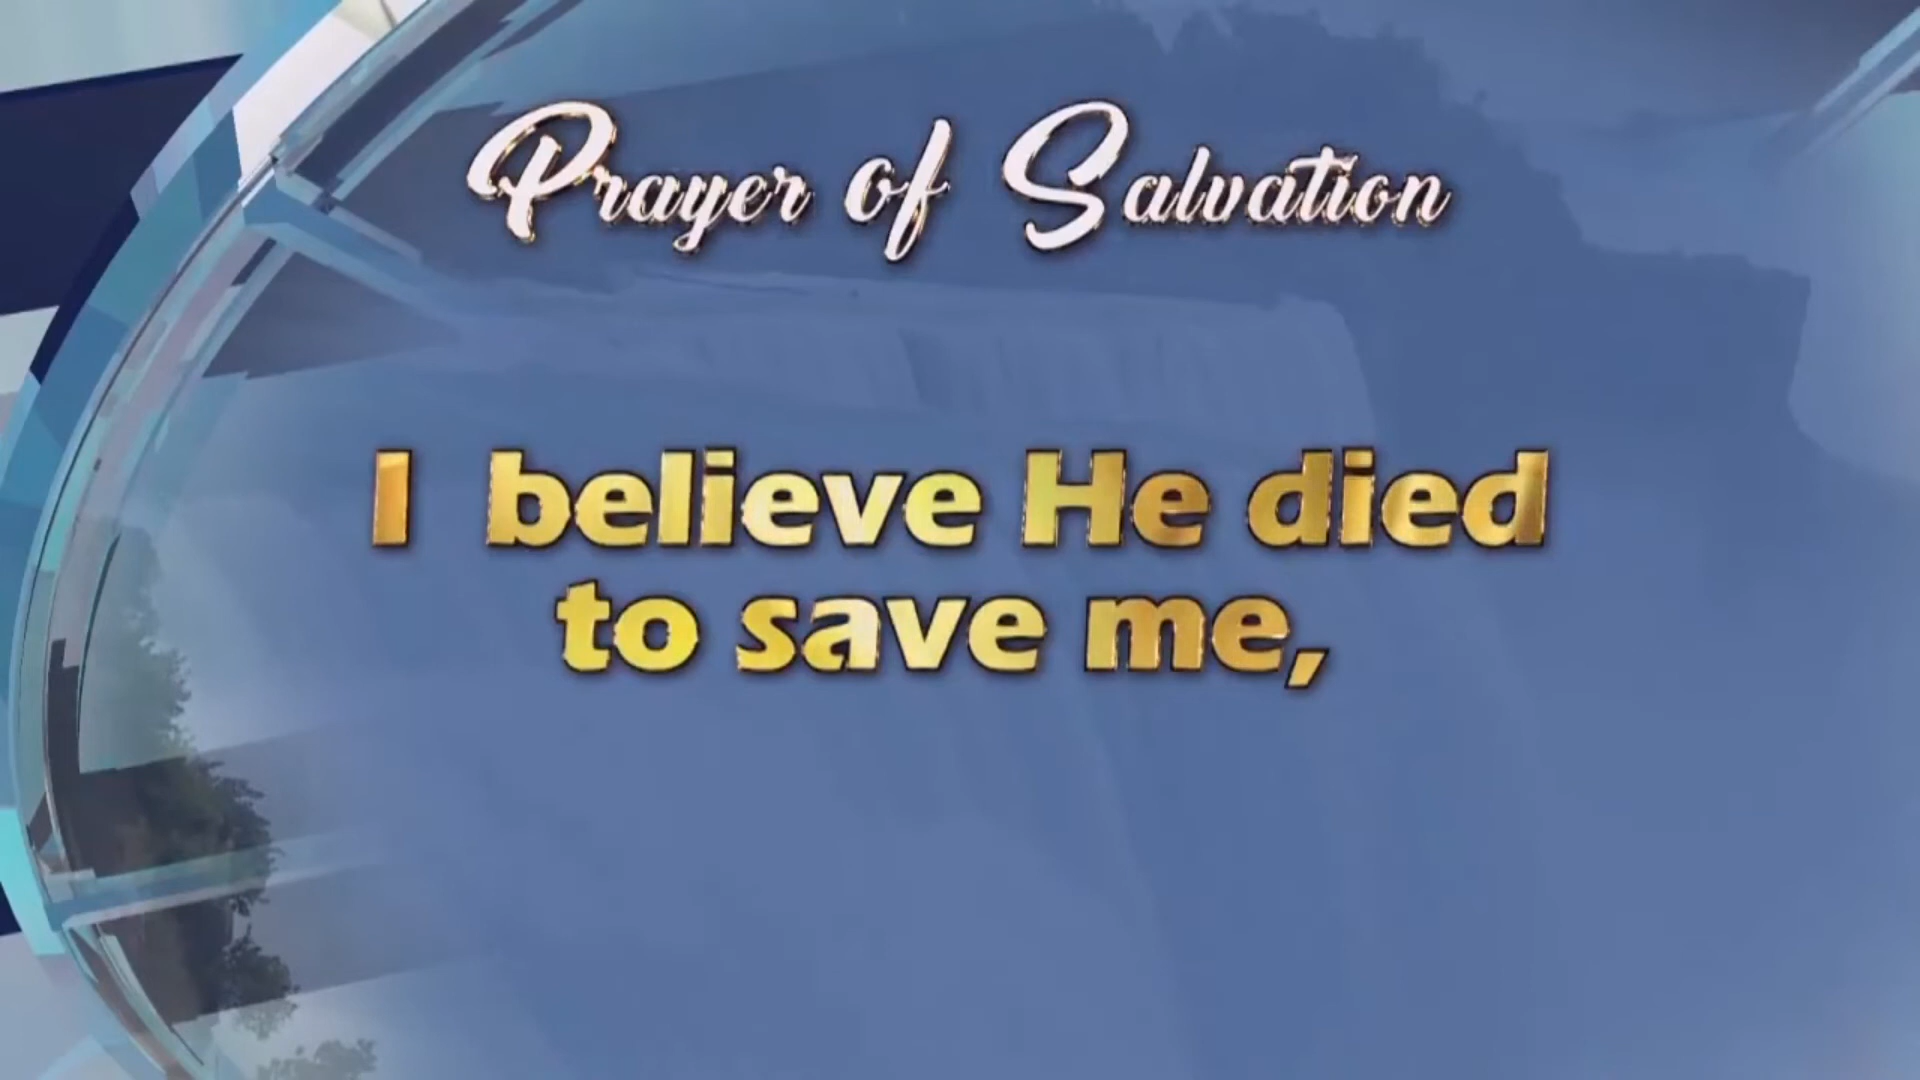 Prayer of Salvation
I believe He died
to save me,